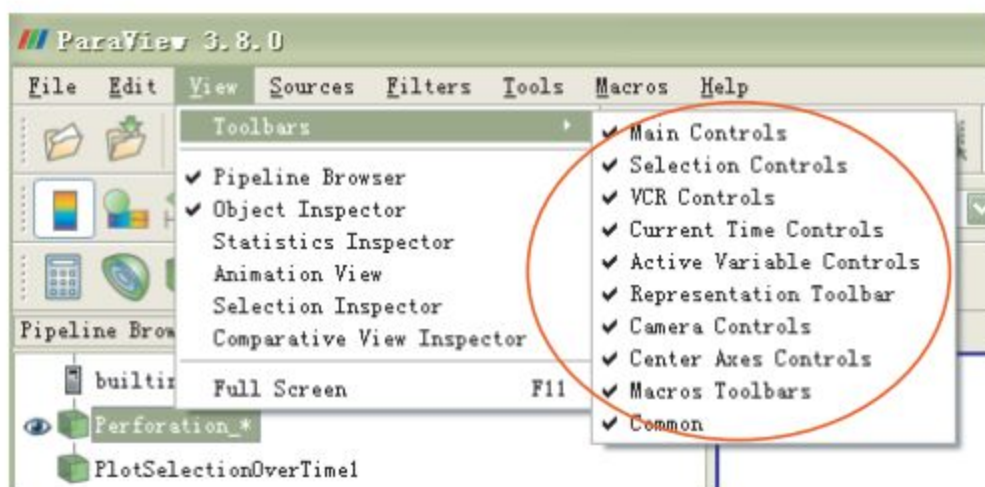 ParaView 3.8.0
File Edit View Sources Filters Tools Macros Help
Toolbars
Pipeline Browser
Object Inspector
Statistics Inspector
Animation View
Selection Inspector
Comparative View Inspector
Full Screen F11
Main Controls
Selection Controls
VCR Controls
Current Time Controls
Active Variable Controls
Representation Toolbar
Camera Controls
Center Axes Controls
Macros Toolbars
Common
Pipeline Brow
builtin
Perforation_*
PlotSelectionOverTime1